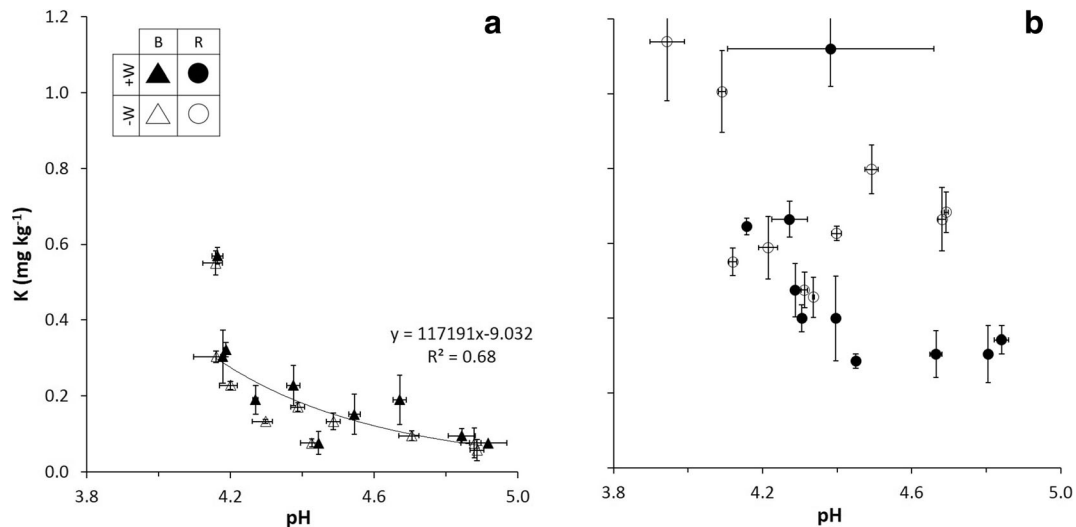 a
b
B R
+W
-W
1.2
1.0
0.8
0.6
0.4
0.2
0.0
K (mg kg⁻¹)
y = 117191x-9.032
R² = 0.68
3.8 4.2 4.6 5.0
pH
3.8 4.2 4.6 5.0
pH